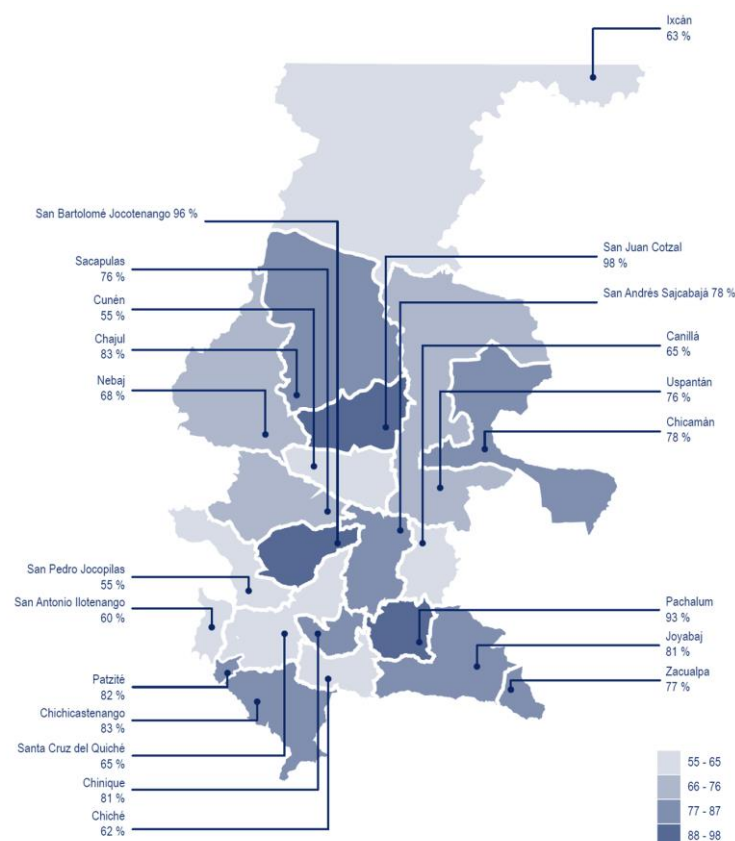 Ixcán
63 %
San Bartolomé Jocotenango 96 %
San Juan Cotzal
98 %
Sacapulas
76 %
San Andrés Sajcabajá 78 %
Cunén
55 %
Canillá
65 %
Chajul
83 %
Uspantán
76 %
Nebaj
68 %
Chicamán
78 %
San Pedro Jocopilas
55 %
San Antonio Ilotenango
60 %
Pachalum
93 %
Joyabaj
81 %
Zacualpa
77 %
Patzité
82 %
Chichicastenango
83 %
Santa Cruz del Quiché
65 %
Chinique
81 %
Chiché
62 %
55 - 65
66 - 76
77 - 87
88 - 98